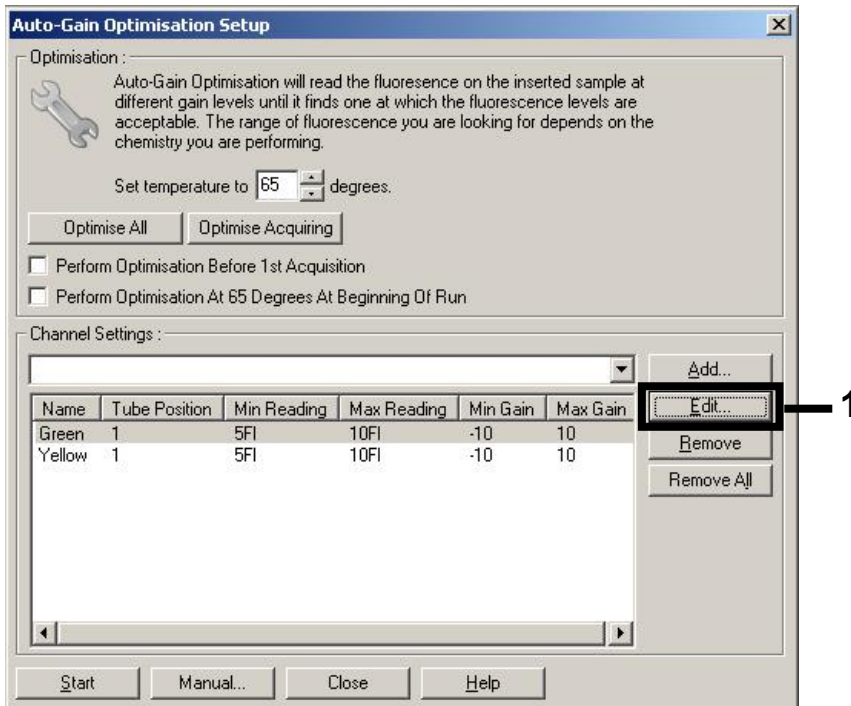 Auto-Gain Optimisation Setup
Optimisation :
Auto-Gain Optimisation will read the fluoresence on the inserted sample at
different gain levels until it finds one at which the fluorescence levels are
acceptable. The range of fluorescence you are looking for depends on the
chemistry you are performing.
Set temperature to 65 degrees.
Optimise All Optimise Acquiring
Perform Optimisation Before 1st Acquisition
Perform Optimisation At 65 Degrees At Beginning Of Run
Channel Settings :
Add...
Name Tube Position Min Reading Max Reading Min Gain Max Gain Edit... 1
Green 1 5Fl 10Fl -10 10
Remove
Yellow 1 5Fl 10Fl -10 10
Remove All
Start Manual... Close Help